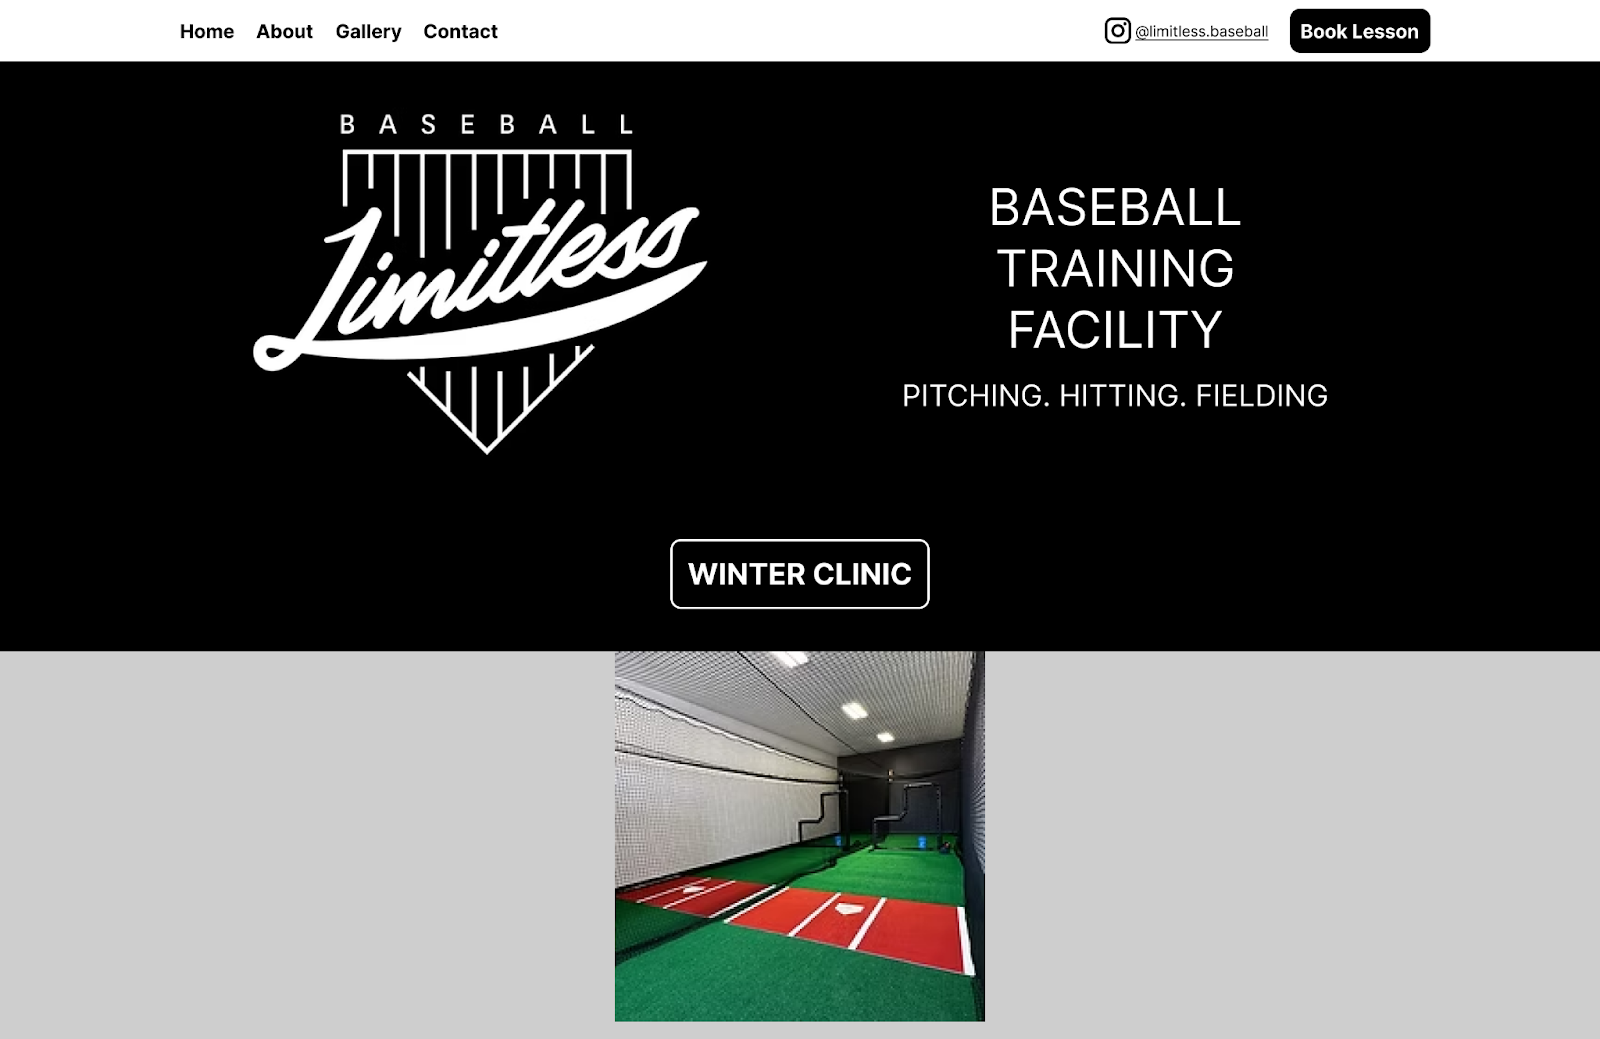 Home About Gallery Contact @limitless.baseball Book Lesson
BASEBALL
Limitless
BASEBALL
TRAINING
FACILITY
PITCHING. HITTING. FIELDING
WINTER CLINIC